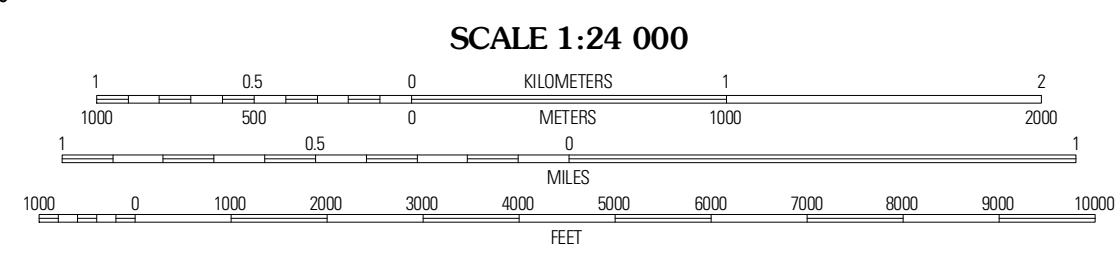 SCALE 1:24 000
1 0.5 0 KILOMETERS 1 2
1000 500 0 METERS 1000 2000
1 0.5 0 1
MILES
1000 0 1000 2000 3000 4000 5000 6000 7000 8000 9000 10000
FEET